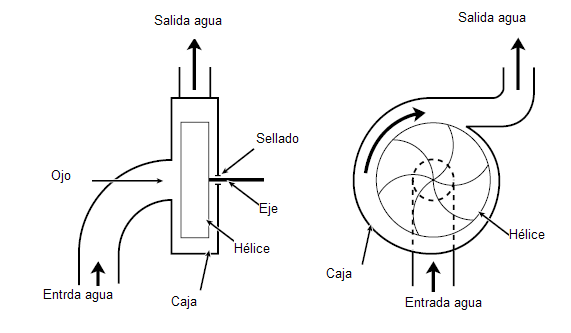 Salida agua
Sellado
Ojo
Eje
Hélice
Entrda agua
Caja
Salida agua
Hélice
Caja
Entrada agua